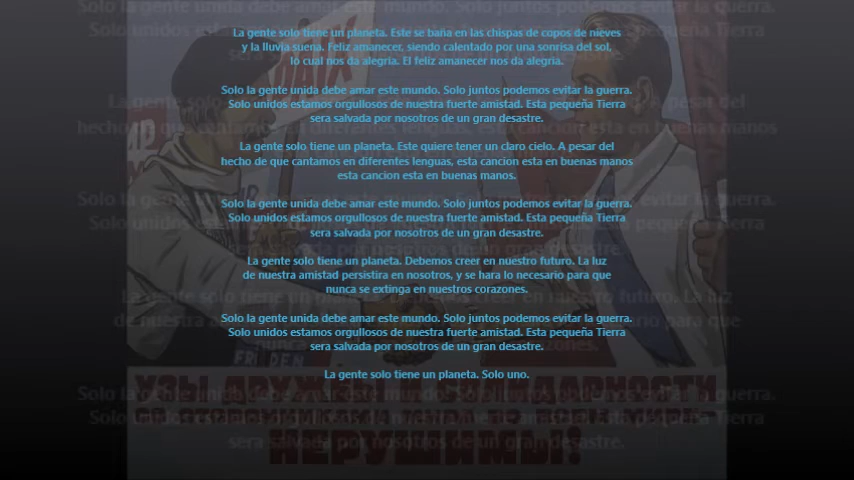 La gente solo tiene un planeta. Este se baña en las chispas de copos de nieves
y la lluvia suena. Feliz amanecer, siendo calentado por una sonrisa del sol,
lo cual nos da alegria. El feliz amanecer nos da alegria.
Solo la gente unida debe amar este mundo. Solo juntos podemos evitar la guerra.
Solo unidos estamos orgullosos de nuestra fuerte amistad. Esta pequeña Tierra
sera salvada por nosotros de un gran desastre.
La gente solo tiene un planeta. Este quiere tener un claro cielo. A pesar del
hecho de que cantamos en diferentes lenguas, esta cancion esta en buenas manos
esta cancion esta en buenas manos.
Solo la gente unida debe amar este mundo. Solo juntos podemos evitar la guerra.
Solo unidos estamos orgullosos de nuestra fuerte amistad. Esta pequeña Tierra
sera salvada por nosotros de un gran desastre.
La gente solo tiene un planeta. Debemos creer en nuestro futuro. La luz
de nuestra amistad persistira en nosotros, y se hara lo necesario para que
nunca se extinga en nuestros corazones.
Solo la gente unida debe amar este mundo. Solo juntos podemos evitar la guerra.
Solo unidos estamos orgullosos de nuestra fuerte amistad. Esta pequeña Tierra
sera salvada por nosotros de un gran desastre.
La gente solo tiene un planeta. Solo uno.
НЕРУШИМЫ!